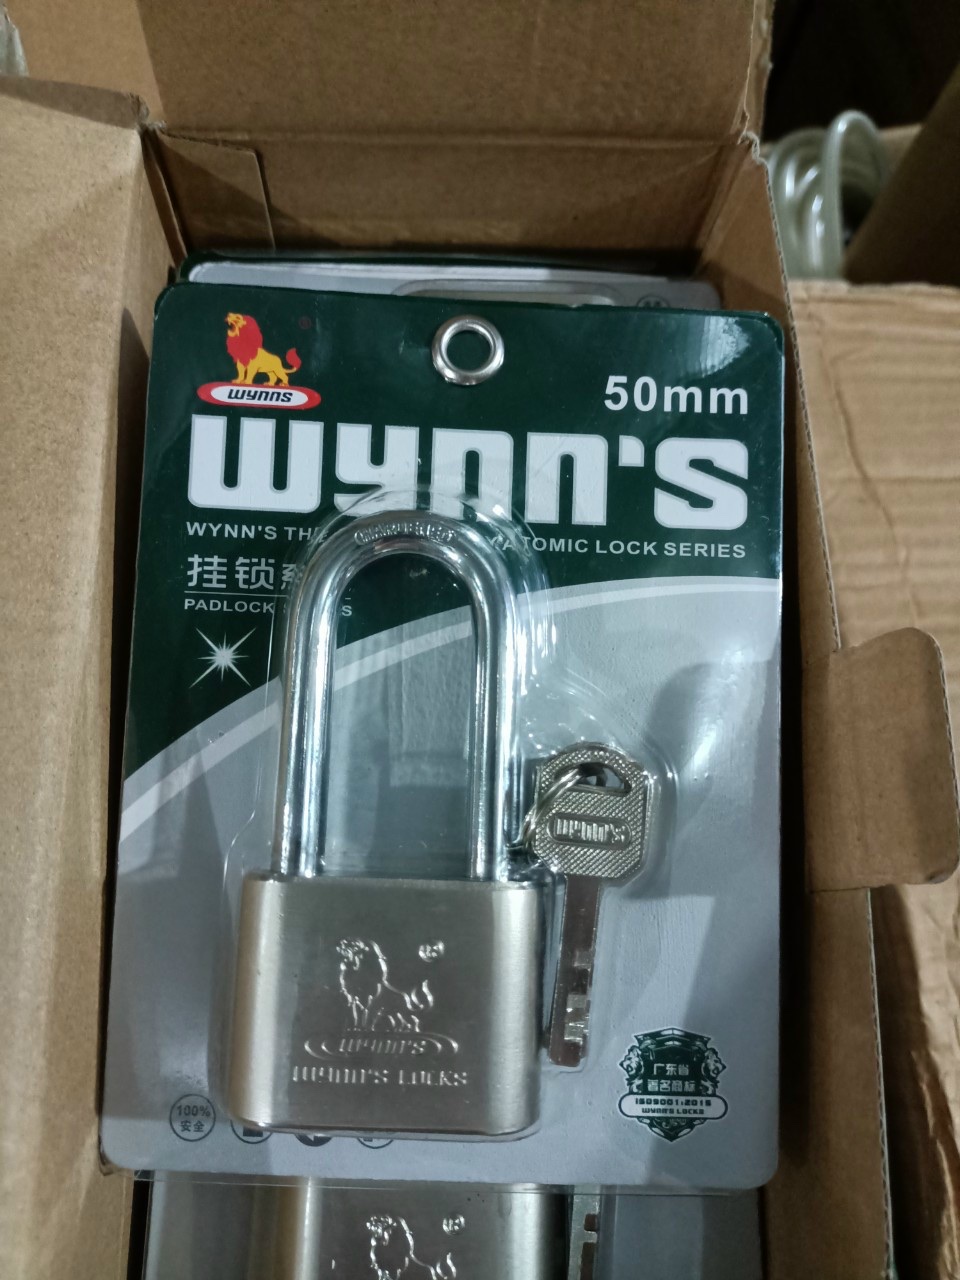 WYNNS
50mm
WYNN'S
WYNN'S THE ATOMIC LOCK SERIES
挂锁
PADLOCK
WYNN'S
WYNN'S
WYNN'S LOCKS
广东省
著名商标
ISO9001:2015
WYNN'S LOCKS
100%
安全